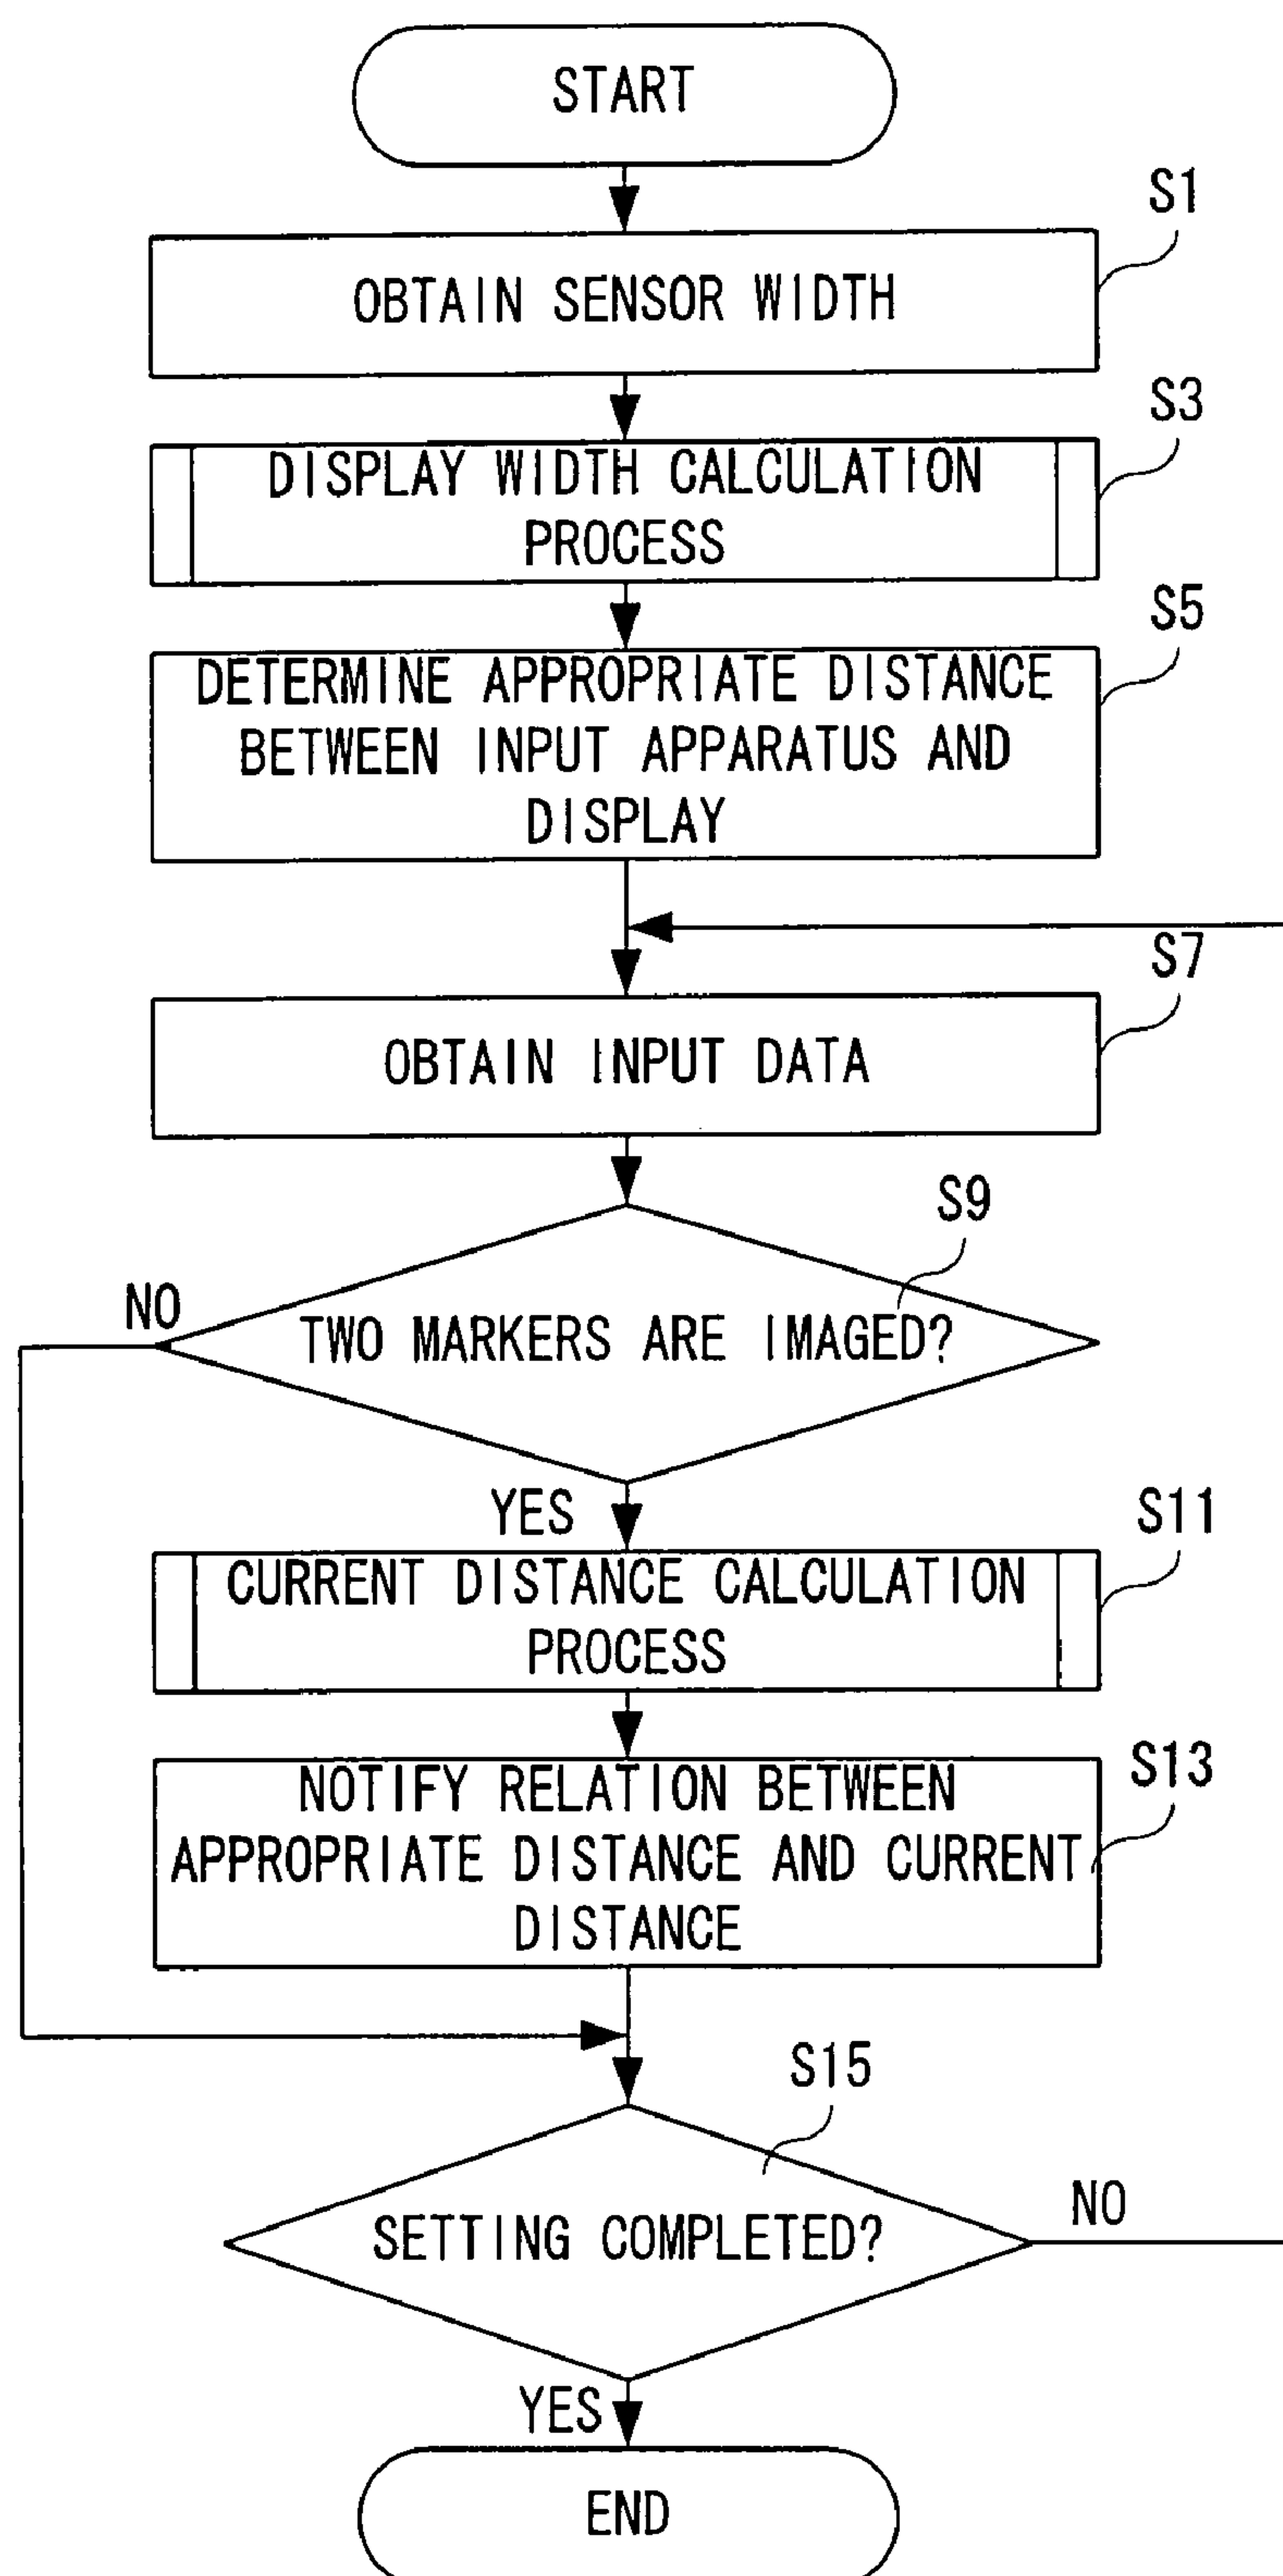 START
S1
OBTAIN SENSOR WIDTH
S3
DISPLAY WIDTH CALCULATION
PROCESS
S5
DETERMINE APPROPRIATE DISTANCE
BETWEEN INPUT APPARATUS AND
DISPLAY
S7
OBTAIN INPUT DATA
S9
NO
TWO MARKERS ARE IMAGED?
YES
S11
CURRENT DISTANCE CALCULATION
PROCESS
S13
NOTIFY RELATION BETWEEN
APPROPRIATE DISTANCE AND CURRENT
DISTANCE
S15
NO
SETTING COMPLETED?
YES
END